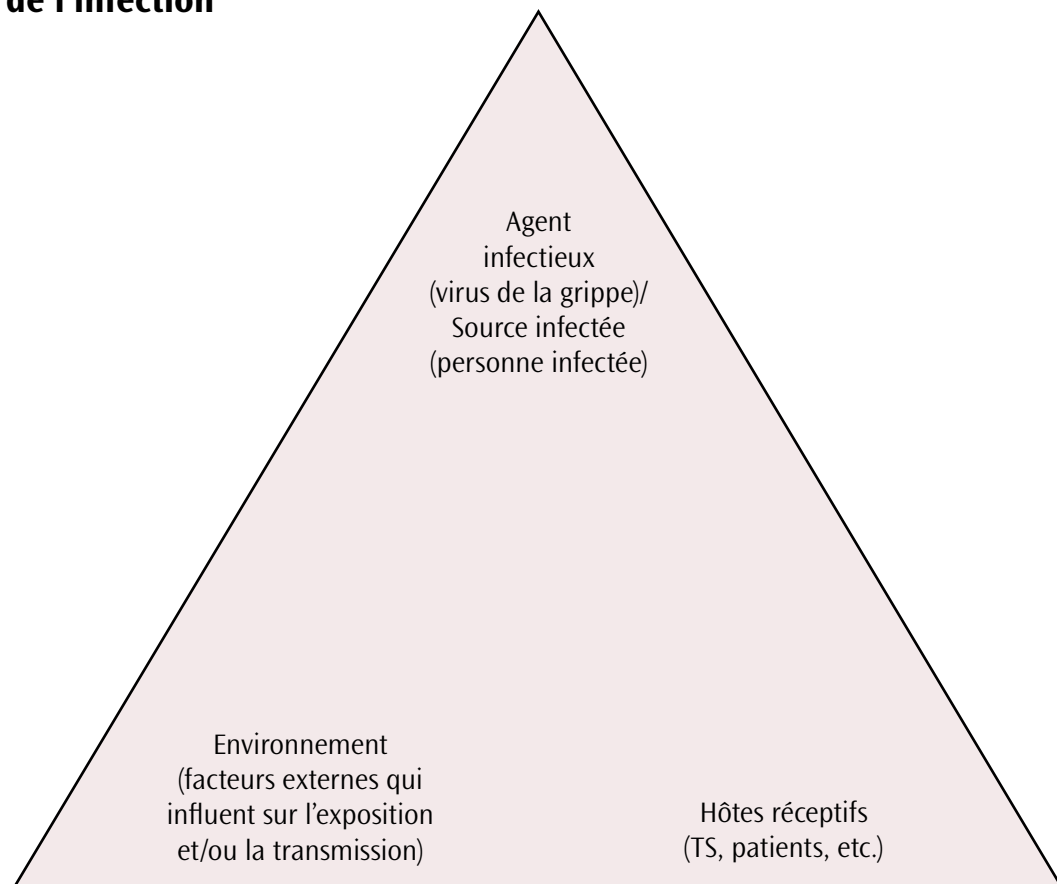 de l'infection
Agent
infectieux
(virus de la grippe)/
Source infectée
(personne infectée)
Environnement
(facteurs externes qui
influent sur l’exposition
et/ou la transmission)
Hôtes réceptifs
(TS, patients, etc.)